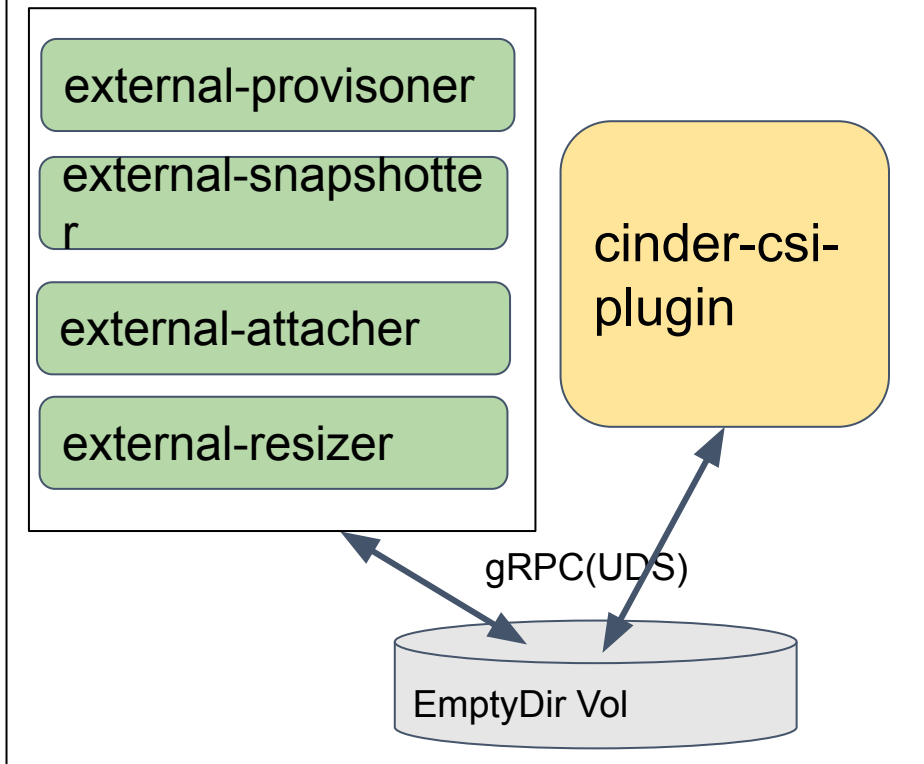 external-provisoner
external-snapshotte
r
external-attacher
external-resizer
cinder-csi-
plugin
gRPC(UDS)
EmptyDir Vol